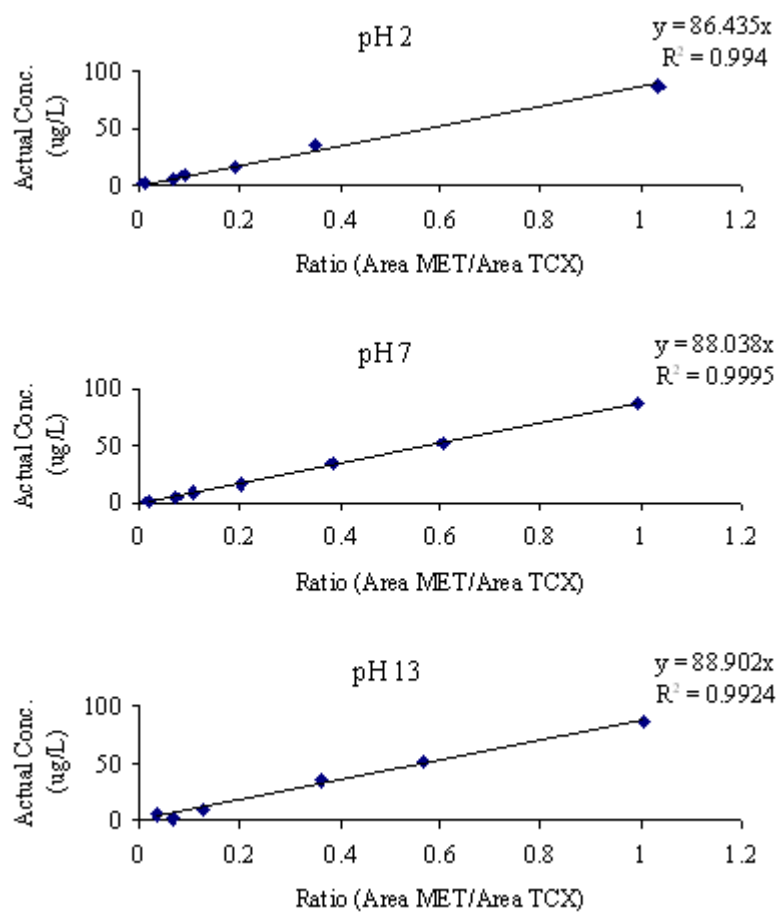 pH 2
y = 86.435x
R² = 0.994
Actual Conc.
(ug/L)
100
50
0
0 0.2 0.4 0.6 0.8 1 1.2
Ratio (Area MET/Area TCX)
pH 7
y = 88.038x
R² = 0.9995
Actual Conc.
(ug/L)
100
50
0
0 0.2 0.4 0.6 0.8 1 1.2
Ratio (Area MET/Area TCX)
pH 13
y = 88.902x
R² = 0.9924
Actual Conc.
(ug/L)
100
50
0
0 0.2 0.4 0.6 0.8 1 1.2
Ratio (Area MET/Area TCX)